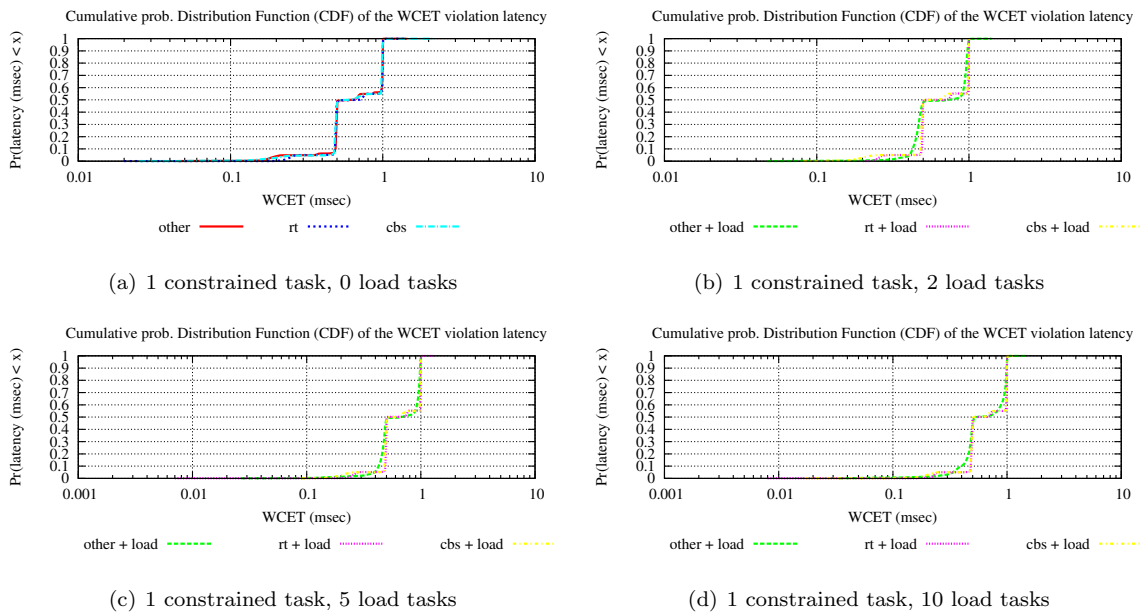 Cumulative prob. Distribution Function (CDF) of the WCET violation latency
Pr(latency (msec) < x)
1
0.9
0.8
0.7
0.6
0.5
0.4
0.3
0.2
0.1
0
0.01 0.1 1 10
WCET (msec)
other rt cbs
(a) 1 constrained task, 0 load tasks
Cumulative prob. Distribution Function (CDF) of the WCET violation latency
Pr(latency (msec) < x)
1
0.9
0.8
0.7
0.6
0.5
0.4
0.3
0.2
0.1
0
0.01 0.1 1 10
WCET (msec)
other + load rt + load cbs + load
(b) 1 constrained task, 2 load tasks
Cumulative prob. Distribution Function (CDF) of the WCET violation latency
Pr(latency (msec) < x)
1
0.9
0.8
0.7
0.6
0.5
0.4
0.3
0.2
0.1
0
0.001 0.01 0.1 1 10
WCET (msec)
other + load rt + load cbs + load
(c) 1 constrained task, 5 load tasks
Cumulative prob. Distribution Function (CDF) of the WCET violation latency
Pr(latency (msec) < x)
1
0.9
0.8
0.7
0.6
0.5
0.4
0.3
0.2
0.1
0
0.001 0.01 0.1 1 10
WCET (msec)
other + load rt + load cbs + load
(d) 1 constrained task, 10 load tasks